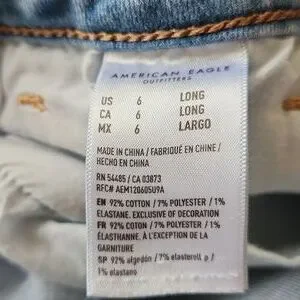 AMERICAN EAGLE
OUTFITTERS
US 6 LONG
CA 6 LONG
MX 6 LARGO
MADE IN CHINA / FABRIQUÉ EN CHINE /
HECHO EN CHINA
RN 54485 / CA 03873
RFC# AEM120605U9A
EN 92% COTTON / 7% POLYESTER / 1%
ELASTANE. EXCLUSIVE OF DECORATION
FR 92% COTTON / 7% POLYESTER / 1%
ÉLASTHANNE. À L'EXCEPTION DE LA
GARNITURE
SP 92% algodón / 7% elasterell p /
1% elastano